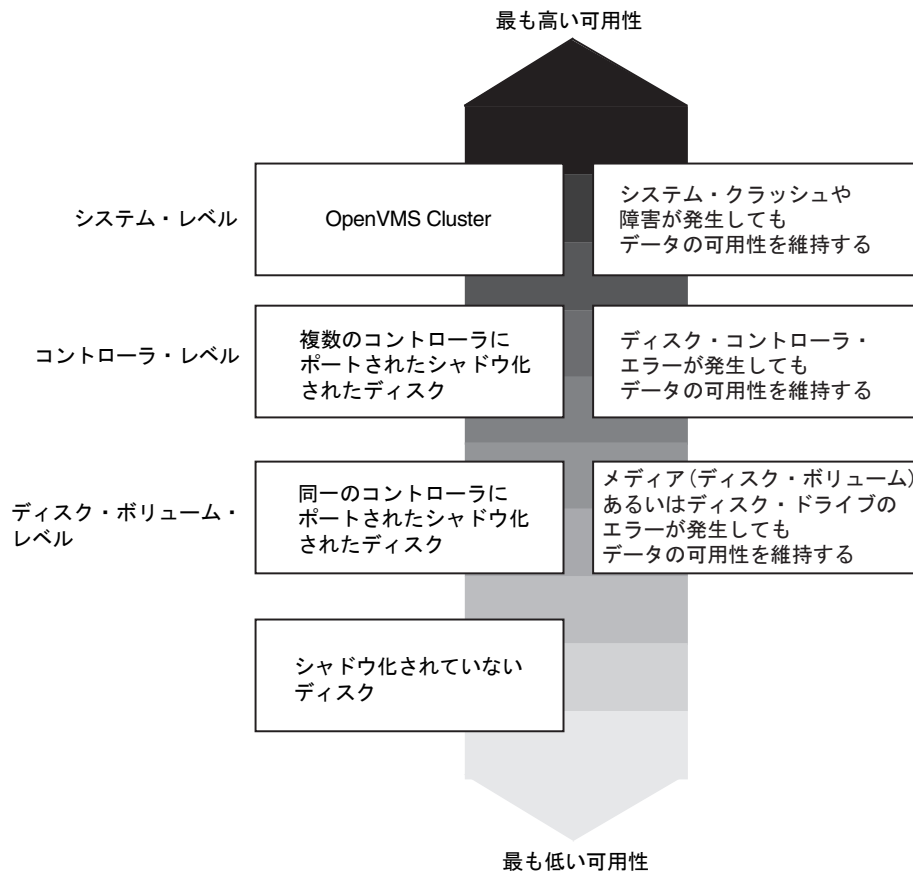 最も高い可用性
システム・レベル
OpenVMS Cluster
システム・クラッシュや
障害が発生しても
データの可用性を維持する
コントローラ・レベル
複数のコントローラに
ポートされたシャドウ化
されたディスク
ディスク・コントローラ・
エラーが発生しても
データの可用性を維持する
ディスク・ボリューム・
レベル
同一のコントローラに
ポートされたシャドウ化
されたディスク
メディア(ディスク・ボリューム)
あるいはディスク・ドライブの
エラーが発生しても
データの可用性を維持する
シャドウ化されていない
ディスク
最も低い可用性